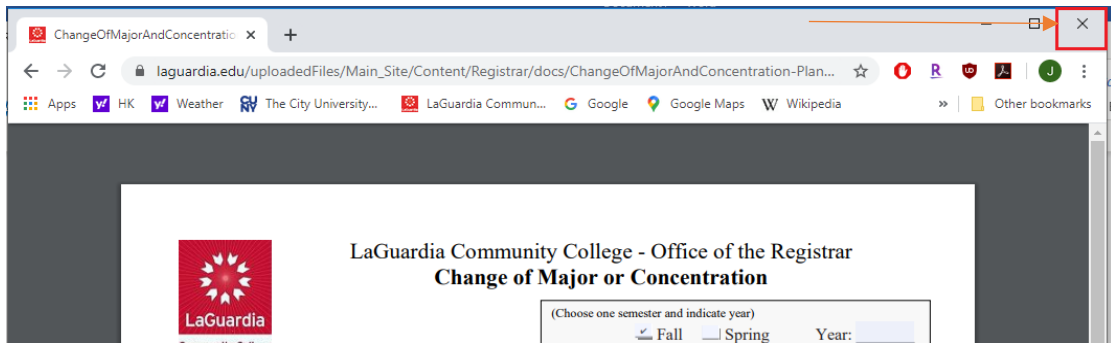 ChangeOfMajorAndConcentratio
laguardia.edu/uploadedFiles/Main_Site/Content/Registrar/docs/ChangeOfMajorAndConcentration-Plan...
Apps HK Weather The City University... LaGuardia Commun... Google Google Maps Wikipedia » Other bookmarks
LaGuardia Community College - Office of the Registrar
Change of Major or Concentration
LaGuardia
(Choose one semester and indicate year)
Fall Spring Year: